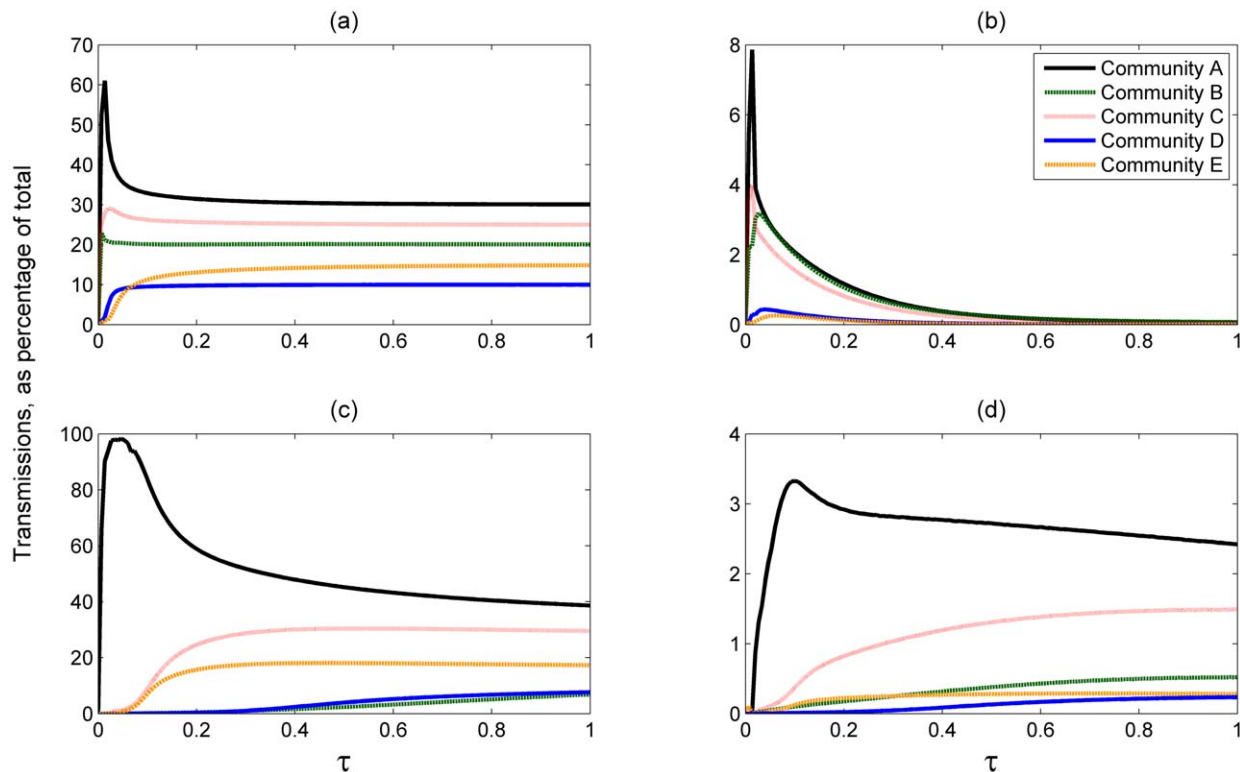 (a)
70
60
50
40
30
20
10
0
0 0.2 0.4 0.6 0.8 1
(b)
8
6
4
2
0
0 0.2 0.4 0.6 0.8 1
Community A
Community B
Community C
Community D
Community E
Transmissions, as percentage of total
(c)
100
80
60
40
20
0
0 0.2 0.4 0.6 0.8 1
τ
(d)
4
3
2
1
0
0 0.2 0.4 0.6 0.8 1
τ